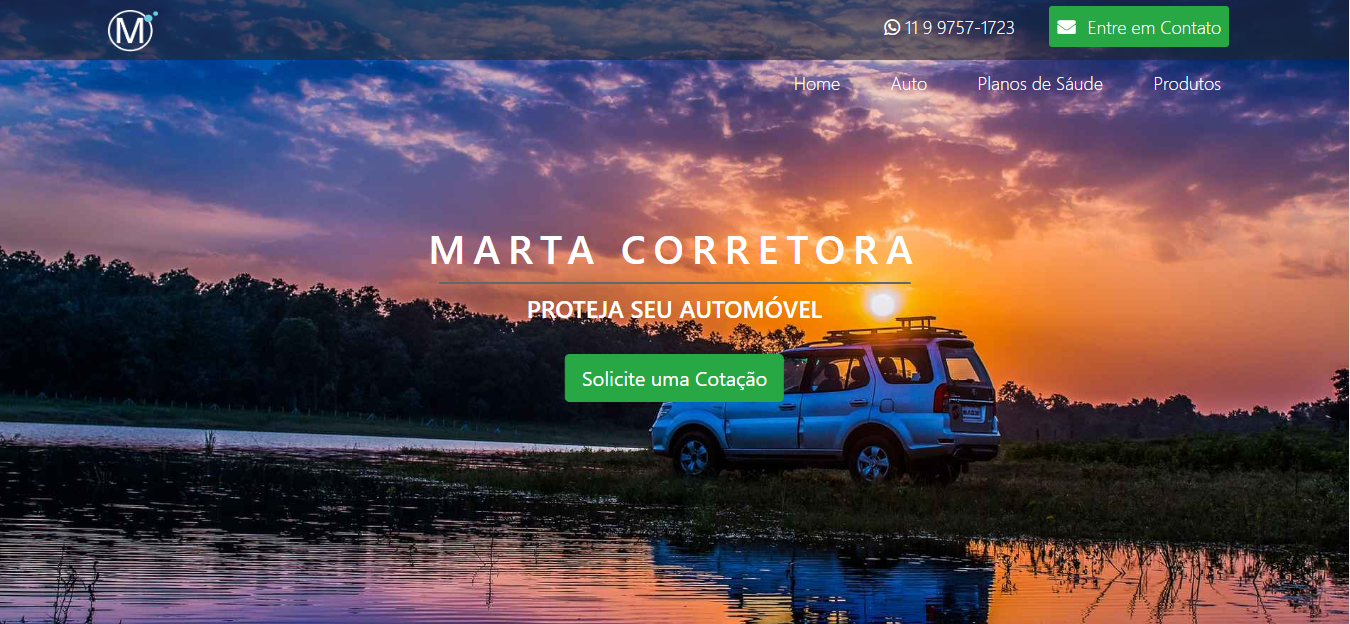 M
11 9 9757-1723
Entre em Contato
Home
Auto
Planos de Sáude
Produtos
MARTA CORRETORA
PROTEJA SEU AUTOMÓVEL
Solicite uma Cotação